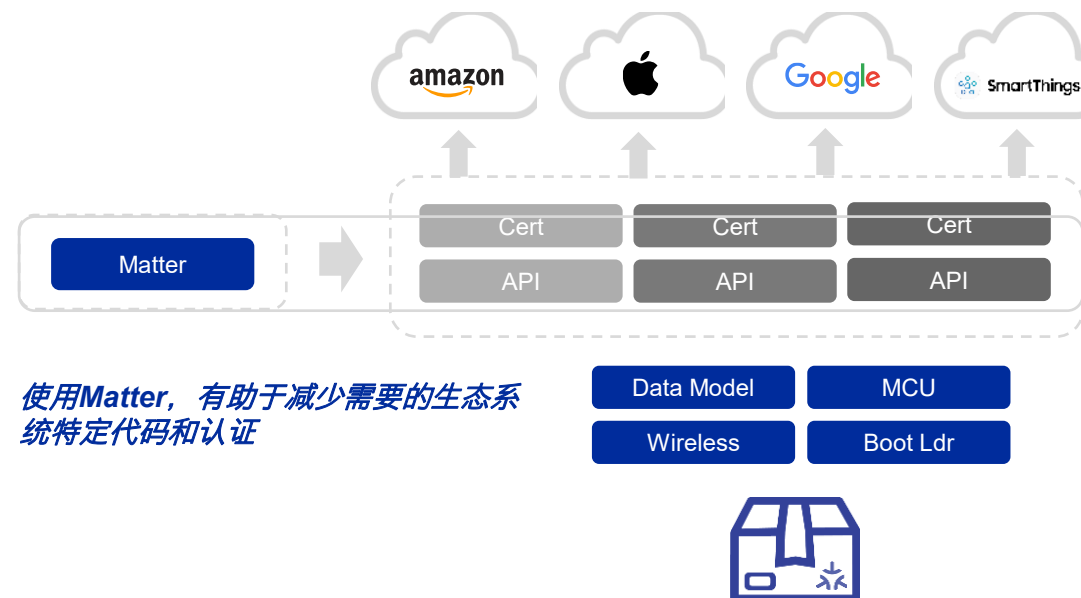 amazon
Google
SmartThings
Cert
Cert
Cert
Matter
API
API
API
使用Matter，有助于减少需要的生态系
统特定代码和认证
Data Model
MCU
Wireless
Boot Ldr